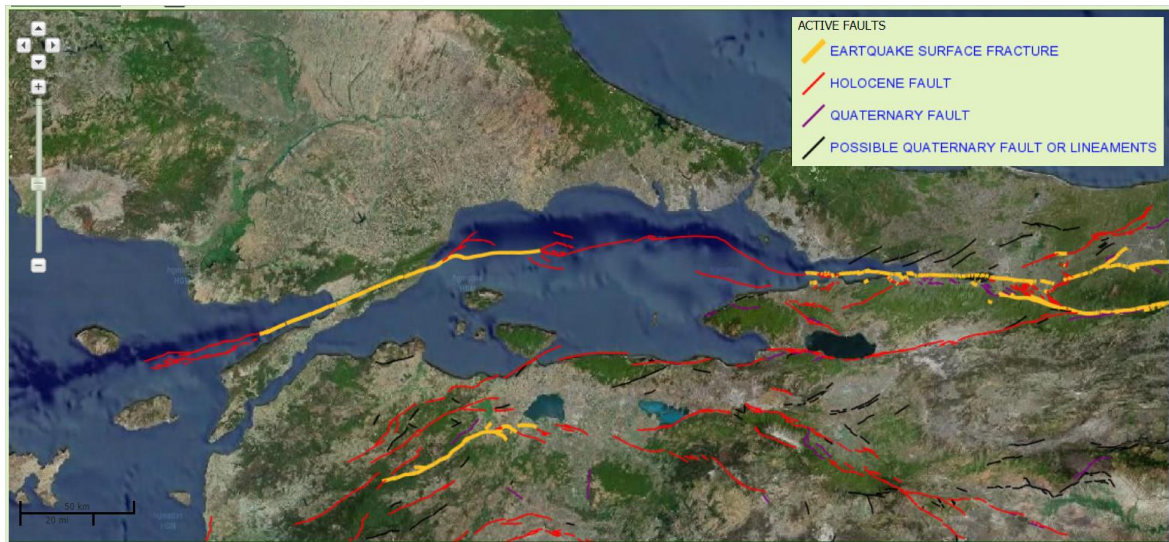 ACTIVE FAULTS
EARTQUAKE SURFACE FRACTURE
HOLOCENE FAULT
QUATERNARY FAULT
POSSIBLE QUATERNARY FAULT OR LINEAMENTS
50 km
20 mi